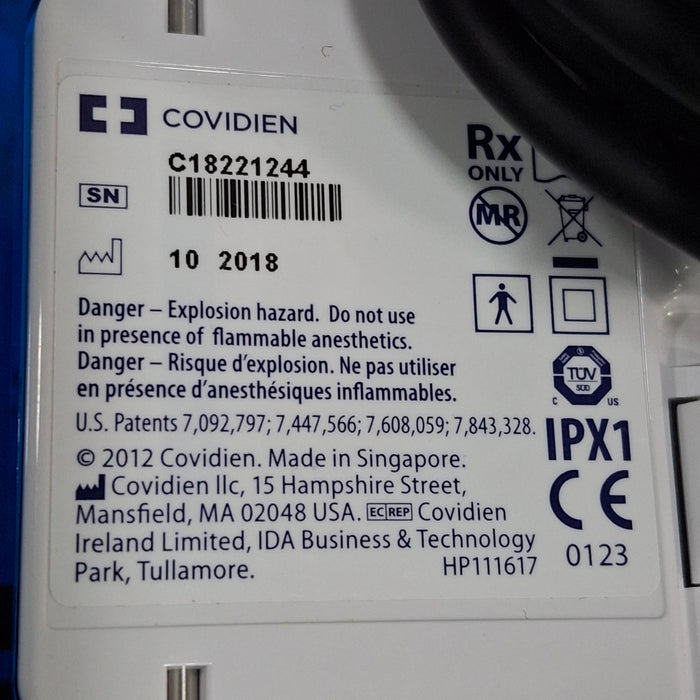 COVIDIEN
C18221244
SN
10 2018
Rx
ONLY
MR
Danger – Explosion hazard. Do not use
in presence of flammable anesthetics.
Danger – Risque d'explosion. Ne pas utiliser
en présence d'anesthésiques inflammables.
U.S. Patents 7,092,797; 7,447,566; 7,608,059; 7,843,328.
© 2012 Covidien. Made in Singapore.
Covidien llc, 15 Hampshire Street,
Mansfield, MA 02048 USA. EC REP Covidien
Ireland Limited, IDA Business & Technology
Park, Tullamore.
HP111617
TÜV
SÜD
C US
IPX1
CE
0123